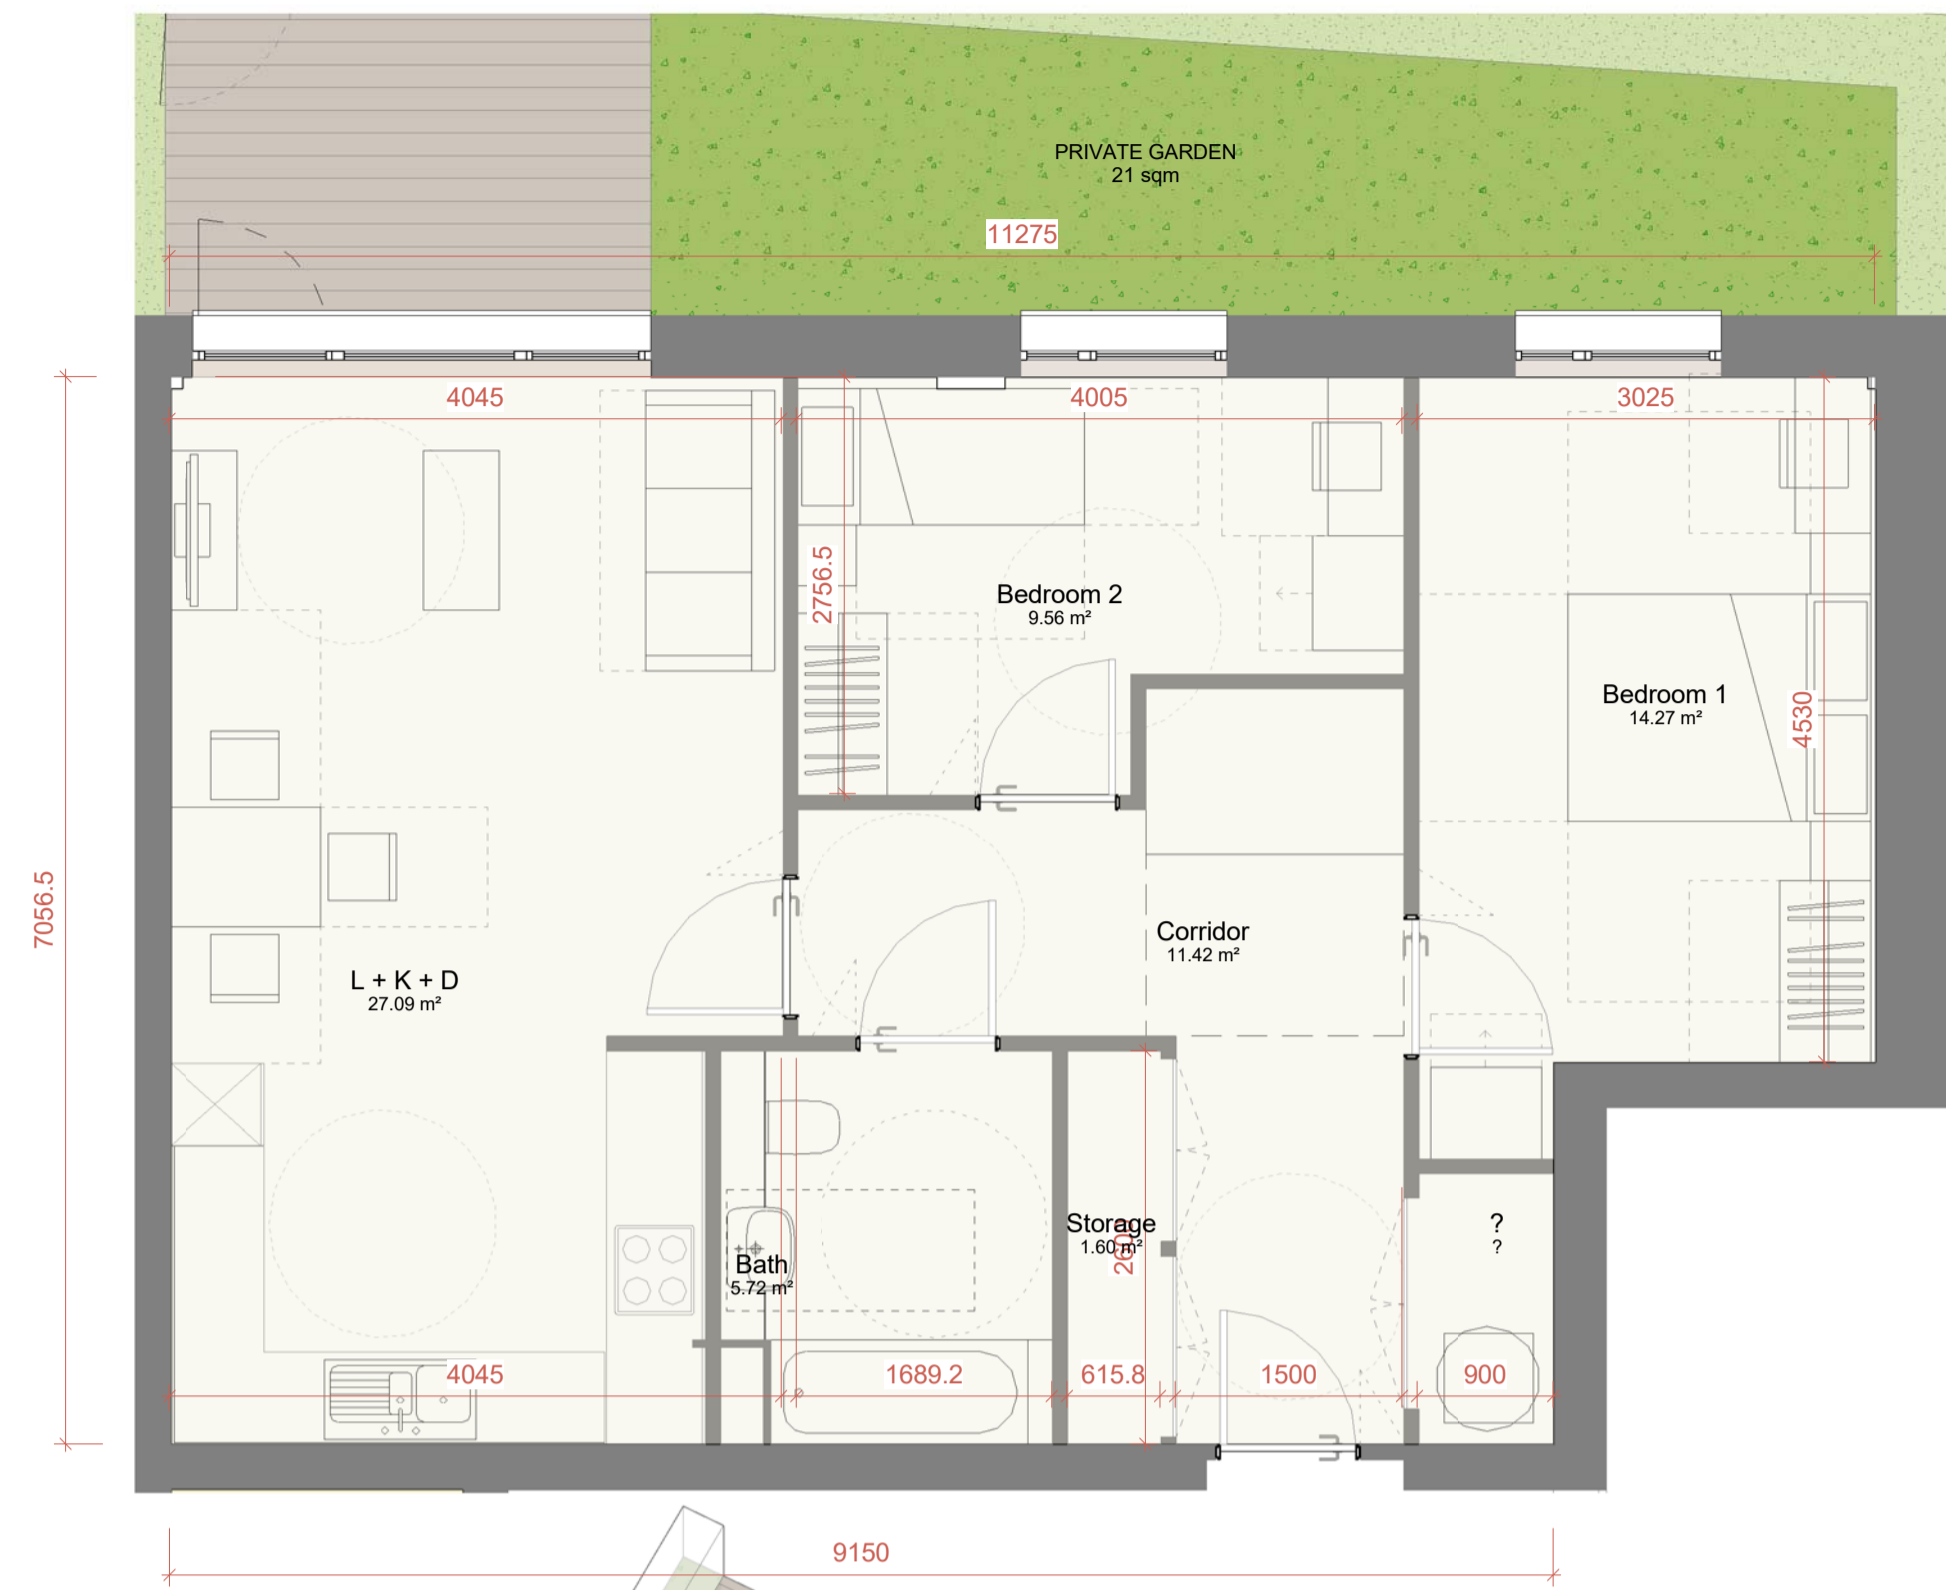 PRIVATE GARDEN
21 sqm
11275
4045
4005
3025
2756.5
Bedroom 2
9.56 m²
Bedroom 1
14.27 m²
4530
7056.5
Corridor
11.42 m²
L + K + D
27.09 m²
Storage
1.60 m²
?
?
Bath
5.72 m²
4045
1689.2
615.8
1500
900
9150